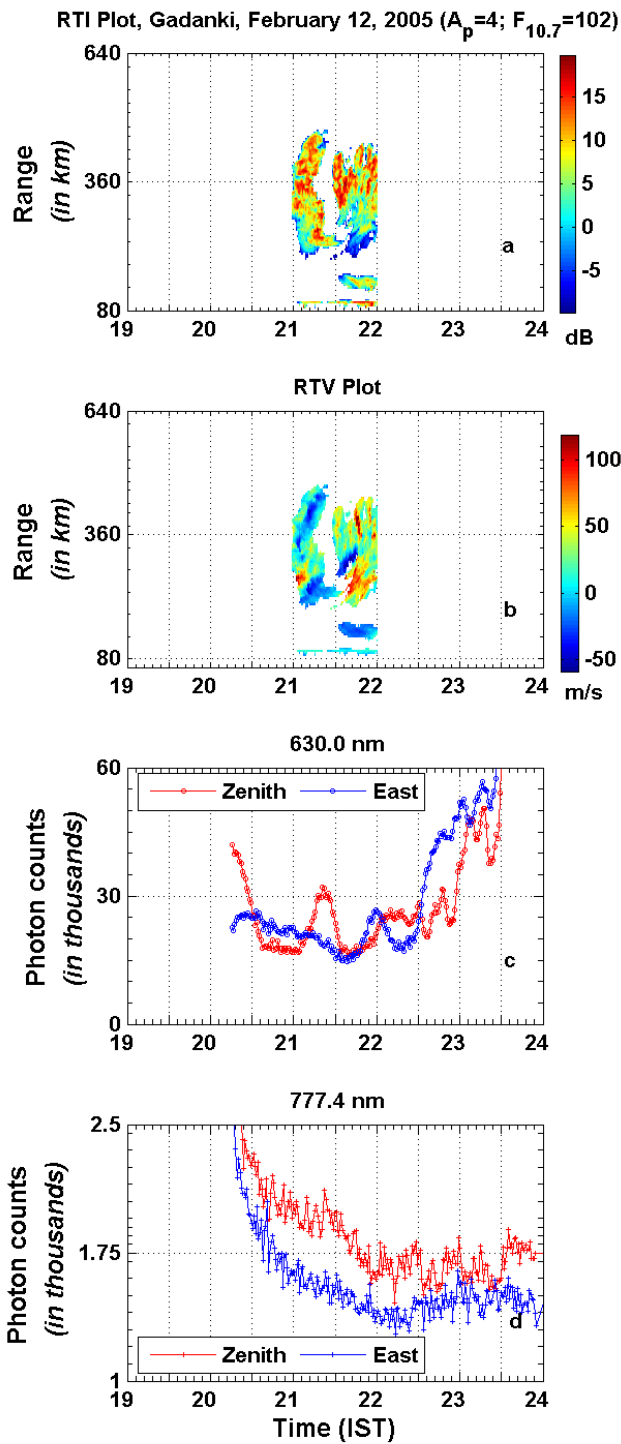 RTI Plot, Gadanki, February 12, 2005 (Ap=4; F10.7=102)
640
360
80
Range
(in km)
a
19 20 21 22 23 24
15
10
5
0
-5
dB
RTV Plot
640
360
80
Range
(in km)
b
19 20 21 22 23 24
100
50
0
-50
m/s
630.0 nm
60
30
0
Photon counts
(in thousands)
Zenith East
c
19 20 21 22 23 24
777.4 nm
2.5
1.75
1
Photon counts
(in thousands)
d
Zenith East
19 20 21 22 23 24
Time (IST)